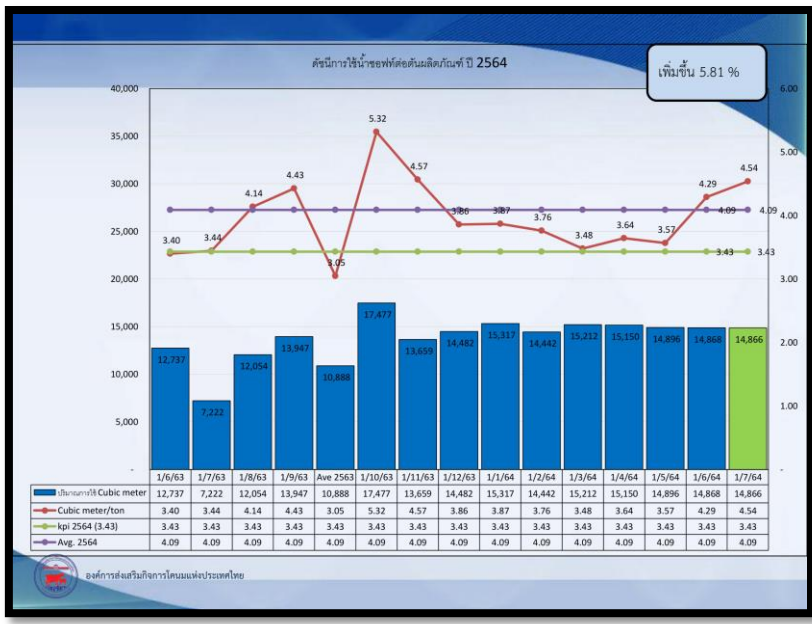 ดัชนีการใช้น้ำซอฟท์ต่อตันผลิตภัณฑ์ ปี 2564
เพิ่มขึ้น 5.81 %
40,000
35,000
30,000
25,000
20,000
15,000
10,000
5,000
-
6.00
5.00
4.00
3.00
2.00
1.00
-
3.40 3.44 4.14 4.43 3.05 5.32 4.57 3.86 3.87 3.76 3.48 3.64 3.57 4.29 4.54
4.09 4.09
3.43 3.43
12,737 7,222 12,054 13,947 10,888 17,477 13,659 14,482 15,317 14,442 15,212 15,150 14,896 14,868 14,866
1/6/63 1/7/63 1/8/63 1/9/63 Ave 2563 1/10/63 1/11/63 1/12/63 1/1/64 1/2/64 1/3/64 1/4/64 1/5/64 1/6/64 1/7/64
ปริมาณการใช้ Cubic meter 12,737 7,222 12,054 13,947 10,888 17,477 13,659 14,482 15,317 14,442 15,212 15,150 14,896 14,868 14,866
Cubic meter/ton 3.40 3.44 4.14 4.43 3.05 5.32 4.57 3.86 3.87 3.76 3.48 3.64 3.57 4.29 4.54
kpi 2564 (3.43) 3.43 3.43 3.43 3.43 3.43 3.43 3.43 3.43 3.43 3.43 3.43 3.43 3.43 3.43 3.43
Avg. 2564 4.09 4.09 4.09 4.09 4.09 4.09 4.09 4.09 4.09 4.09 4.09 4.09 4.09 4.09 4.09
องค์การส่งเสริมกิจการโคนมแห่งประเทศไทย